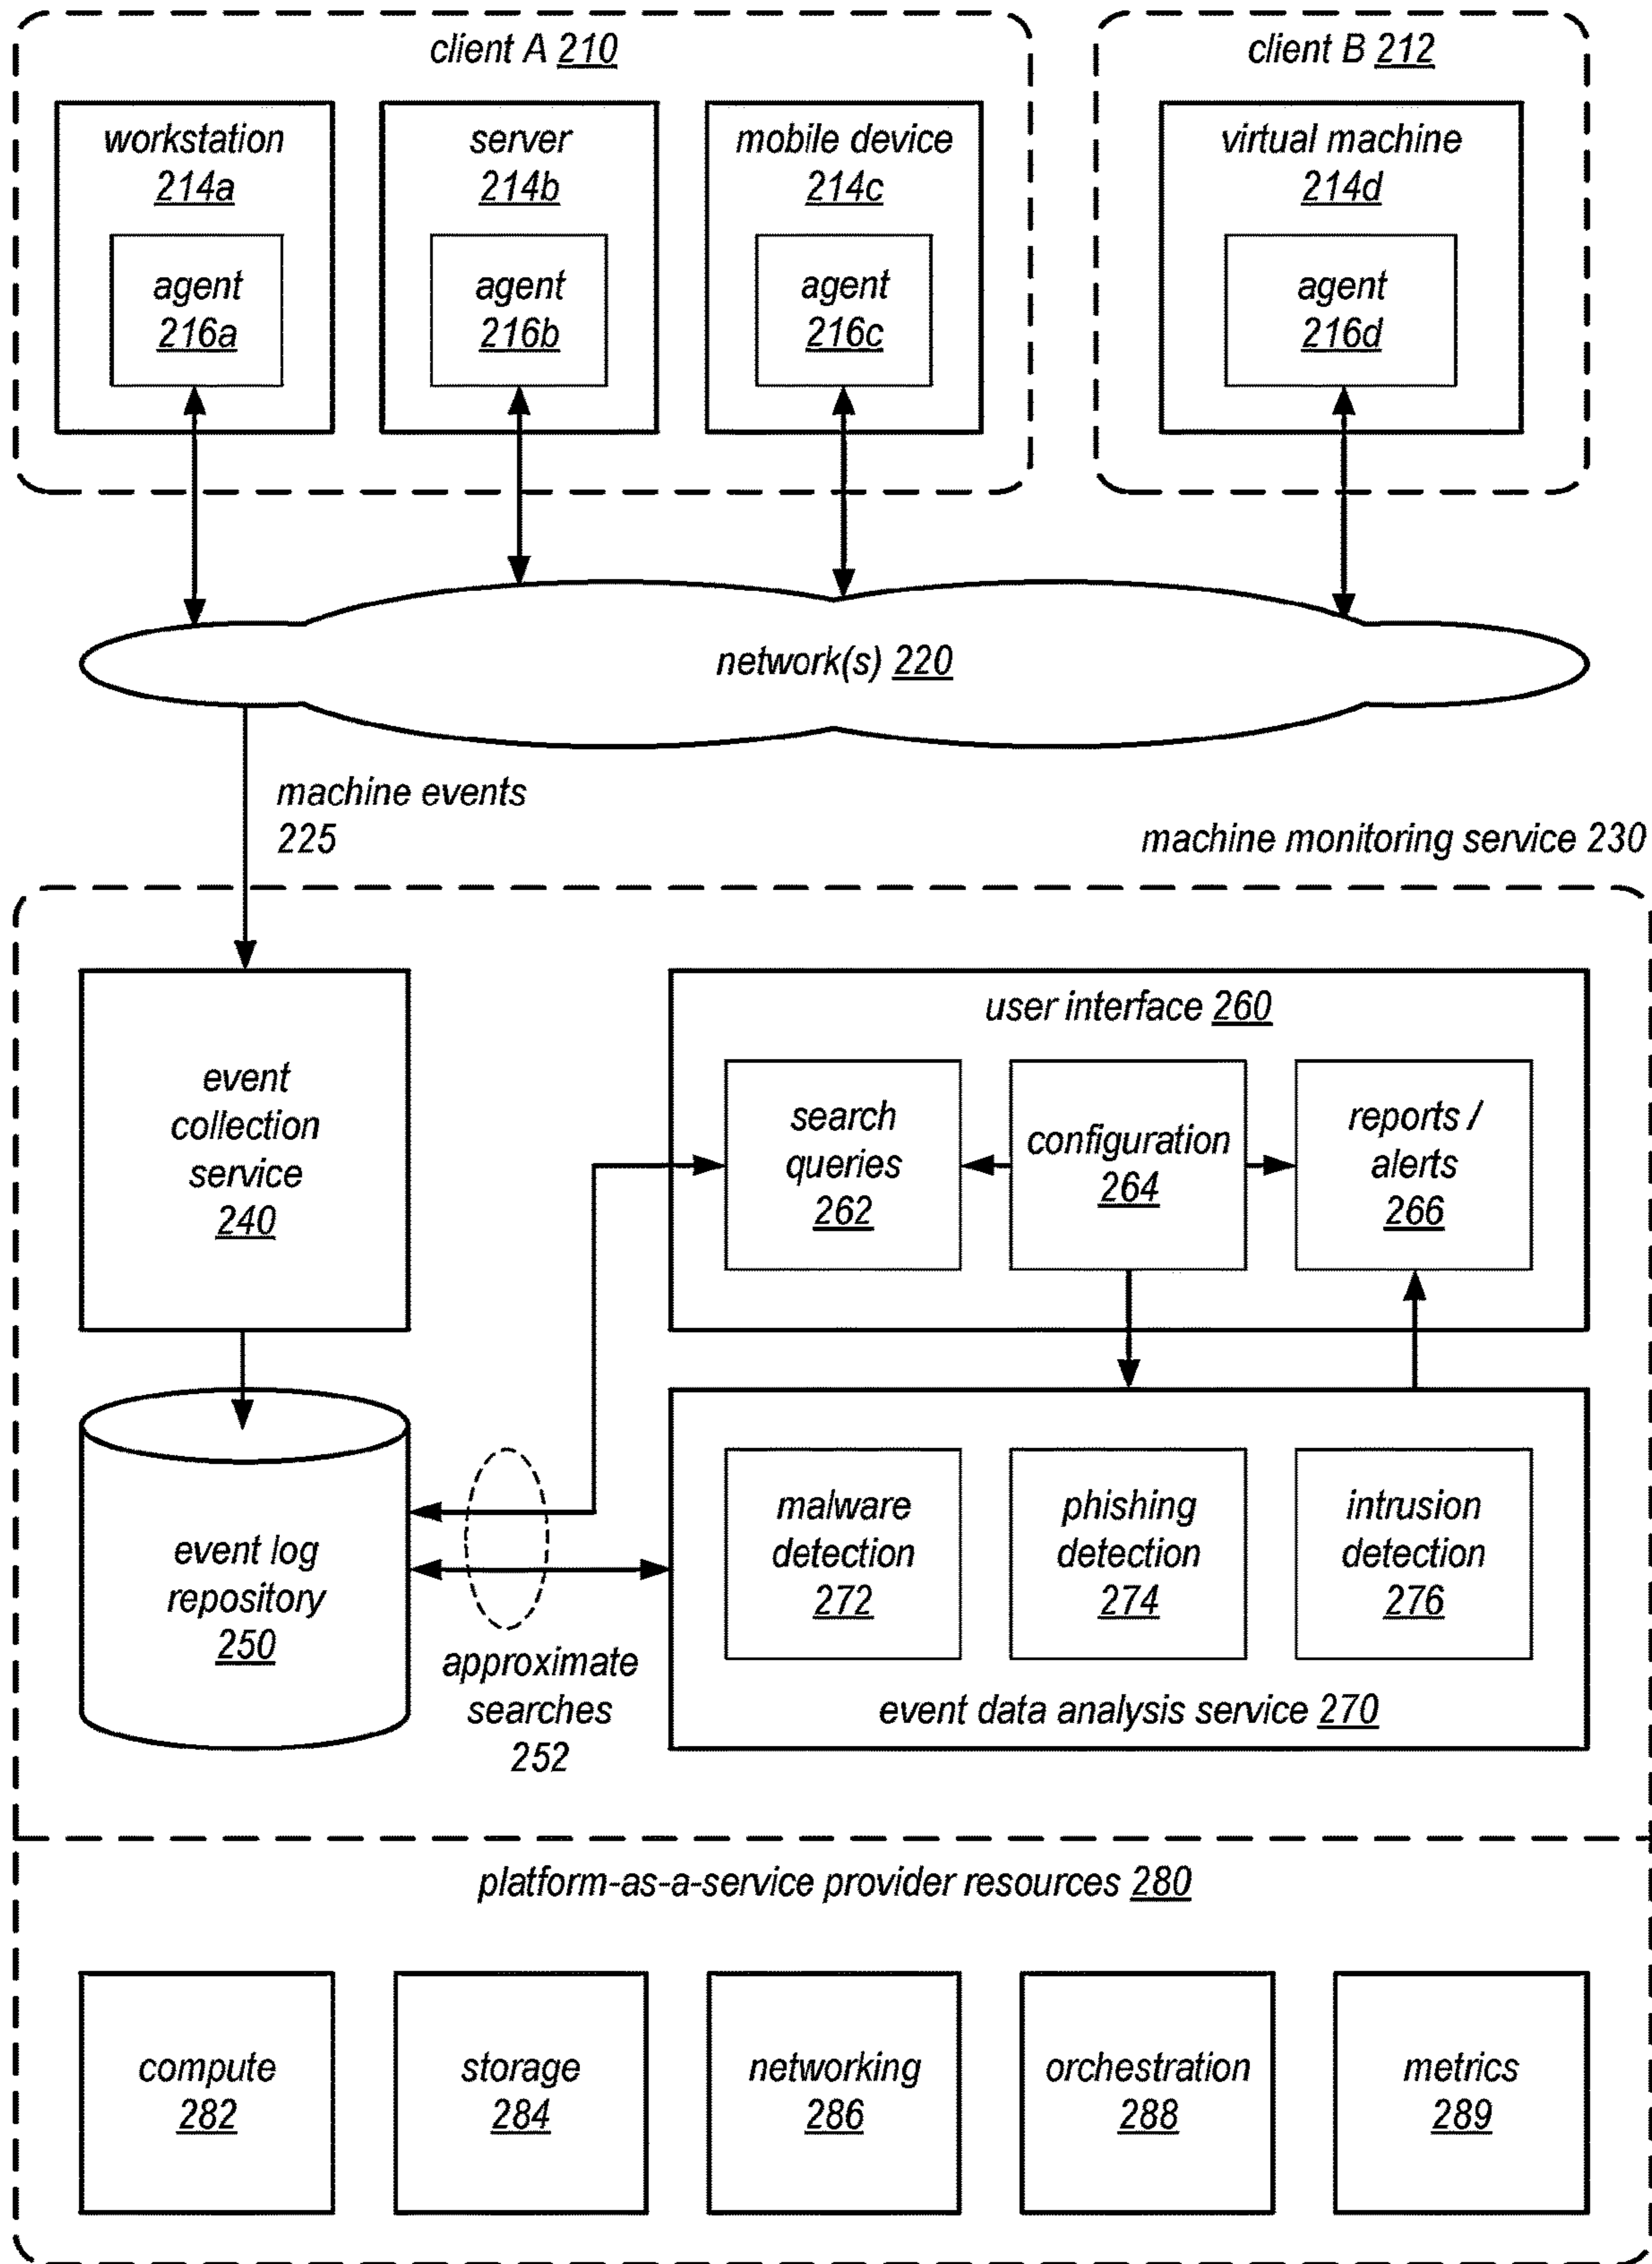 client A 210
client B 212
workstation
214a
server
214b
mobile device
214c
virtual machine
214d
agent
216a
agent
216b
agent
216c
agent
216d
network(s) 220
machine events
225
machine monitoring service 230
event
collection
service
240
user interface 260
search
queries
262
configuration
264
reports /
alerts
266
event log
repository
250
approximate
searches
252
malware
detection
272
phishing
detection
274
intrusion
detection
276
event data analysis service 270
platform-as-a-service provider resources 280
compute
282
storage
284
networking
286
orchestration
288
metrics
289